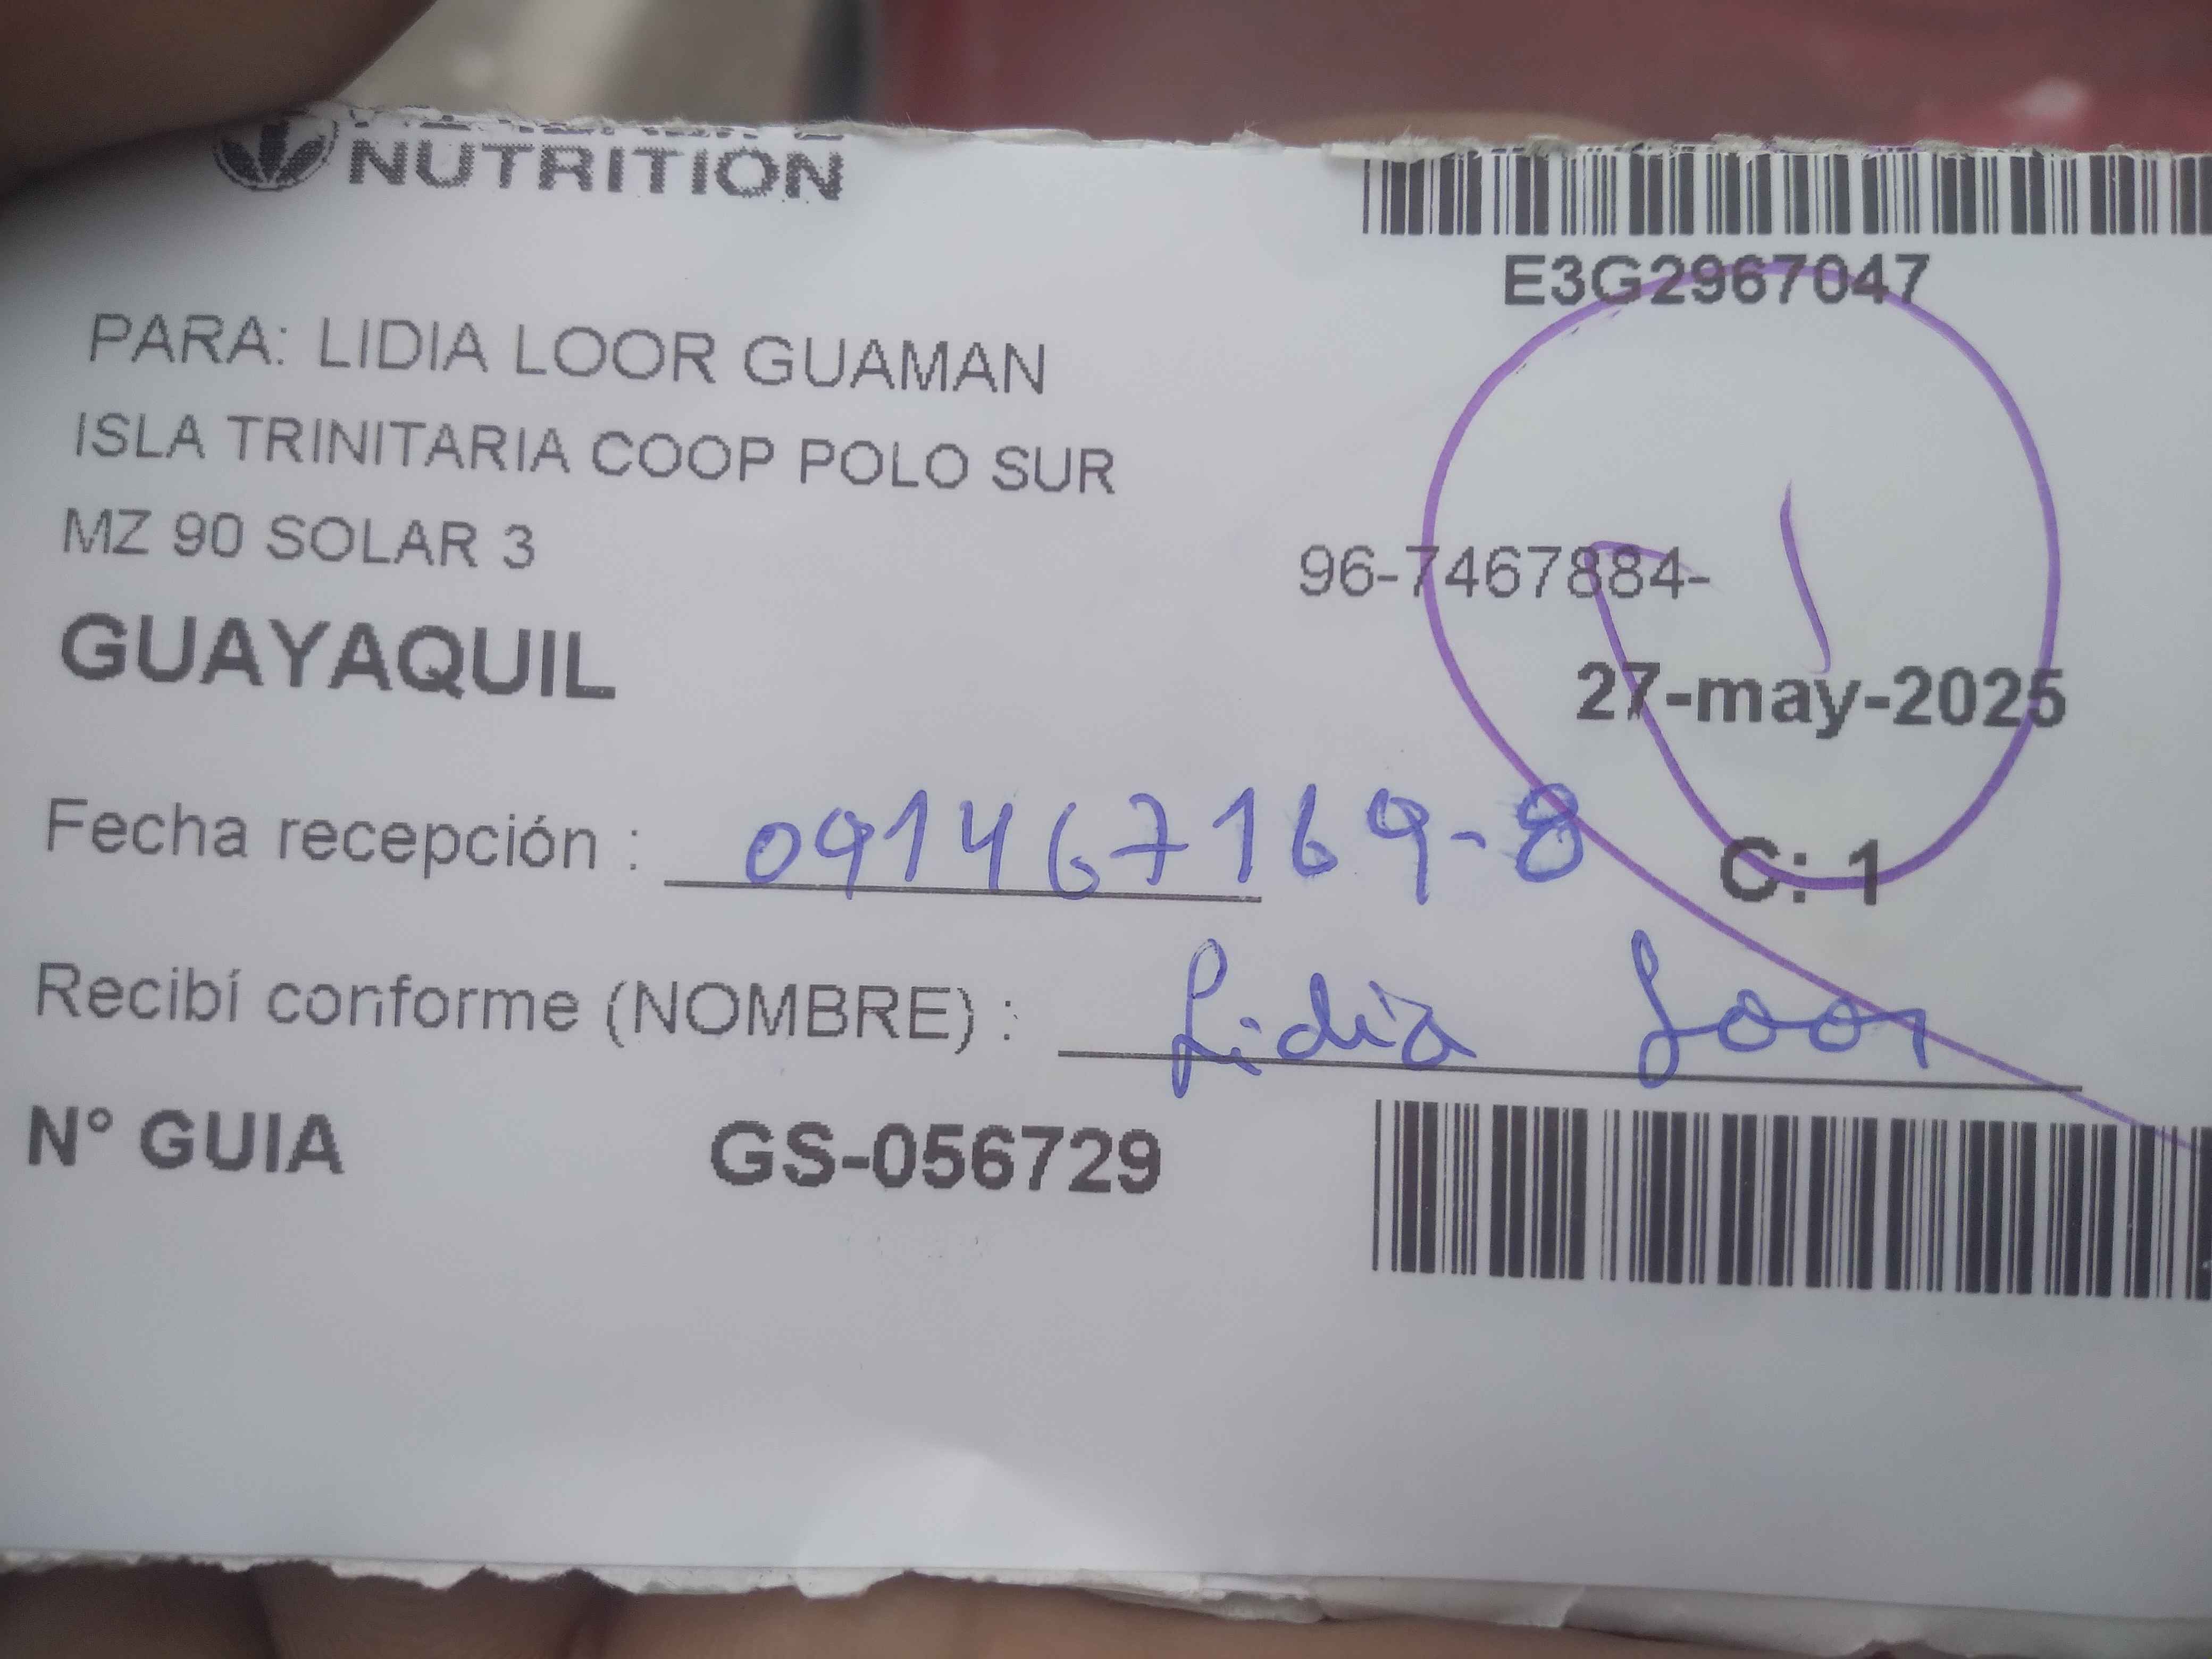 NUTRITION
E3G2967047
PARA: LIDIA LOOR GUAMAN
ISLA TRINITARIA COOP POLO SUR
MZ 90 SOLAR 3
96-7467884-
GUAYAQUIL
27-may-2025
Fecha recepción : 091467169-8
C: 1
Recibí conforme (NOMBRE) : Lidia Loor
N° GUIA GS-056729